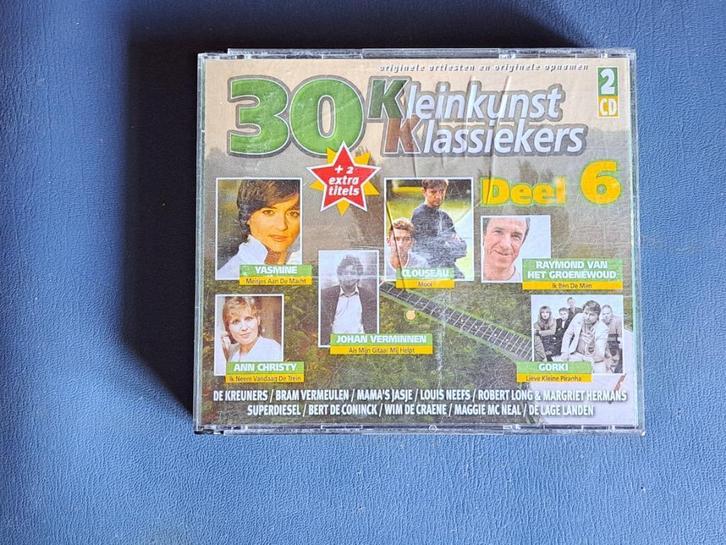 originele artiesten en originele opnamen
2 CD
30 Kleinkunst Klassiekers
+ 2 extra titels
Deel 6
YASMINE
Meisjes Aan De Macht
CLOUSEAU
RAYMOND VAN HET GROENEWOUD
Ik Ben De Man
ANN CHRISTY
Ik Neem Vandaag De Trein
JOHAN VERMINNEN
Als Mijn Gitaar Mij Helpt
GORKI
Lieve Kleine Piranha
DE KREUNERS / BRAM VERMEULEN / MAMA'S JASJE / LOUIS NEEFS / ROBERT LONG & MARGRIET HERMANS
SUPERDIESEL / BERT DE CONINCK / WIM DE CRAENE / MAGGIE MC NEAL / DE LAGE LANDEN